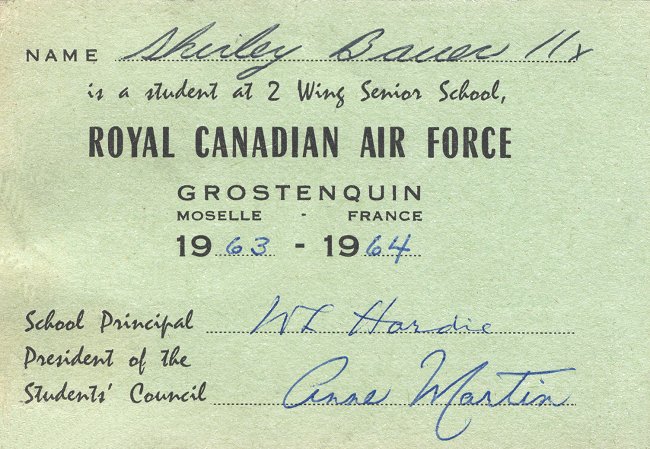 NAME Shirley Bauer 11x
is a student at 2 Wing Senior School,
ROYAL CANADIAN AIR FORCE
GROSTENQUIN
MOSELLE - FRANCE
1963 - 1964
School Principal WL Hardie
President of the
Students' Council Anne Martin